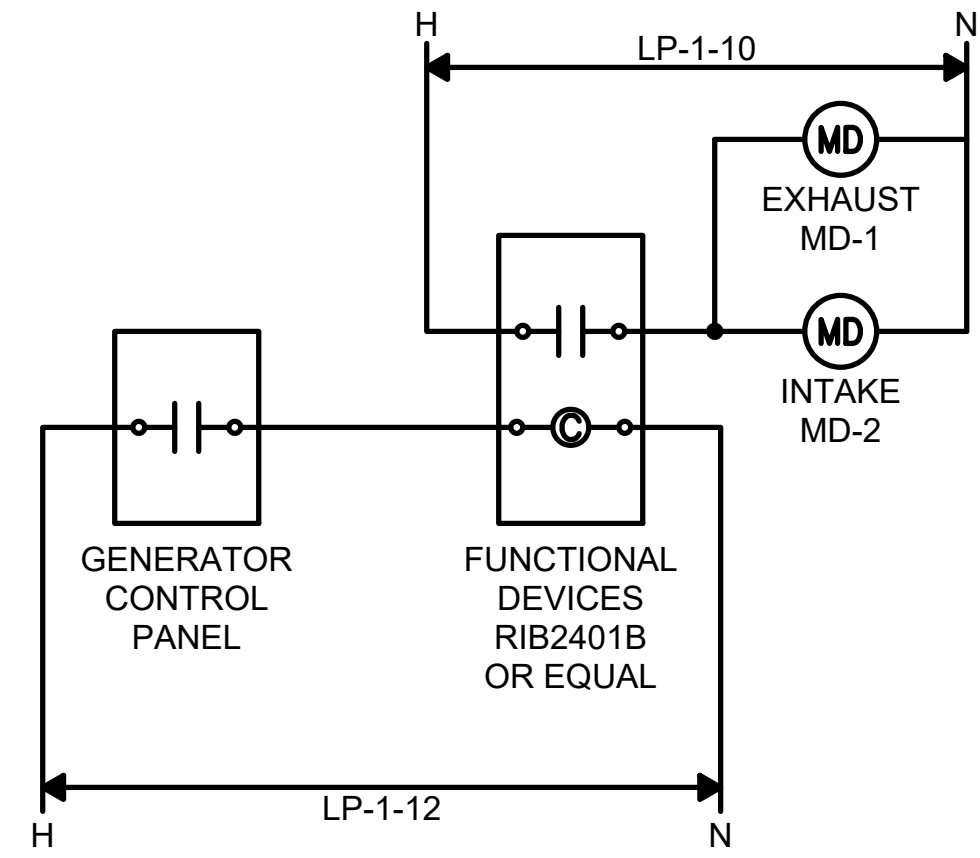 H
N
LP-1-10
MD
EXHAUST
MD-1
MD
INTAKE
MD-2
C
GENERATOR
CONTROL
PANEL
FUNCTIONAL
DEVICES
RIB2401B
OR EQUAL
LP-1-12
H
N